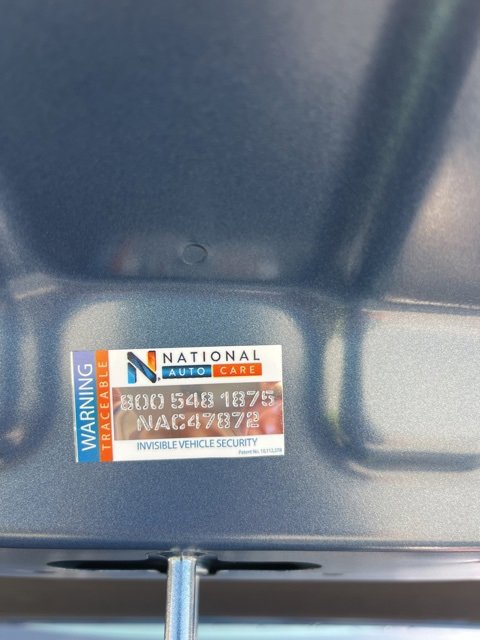 WARNING
TRACEABLE
N NATIONAL
AUTO CARE
800 548 1875
NAC47872
INVISIBLE VEHICLE SECURITY